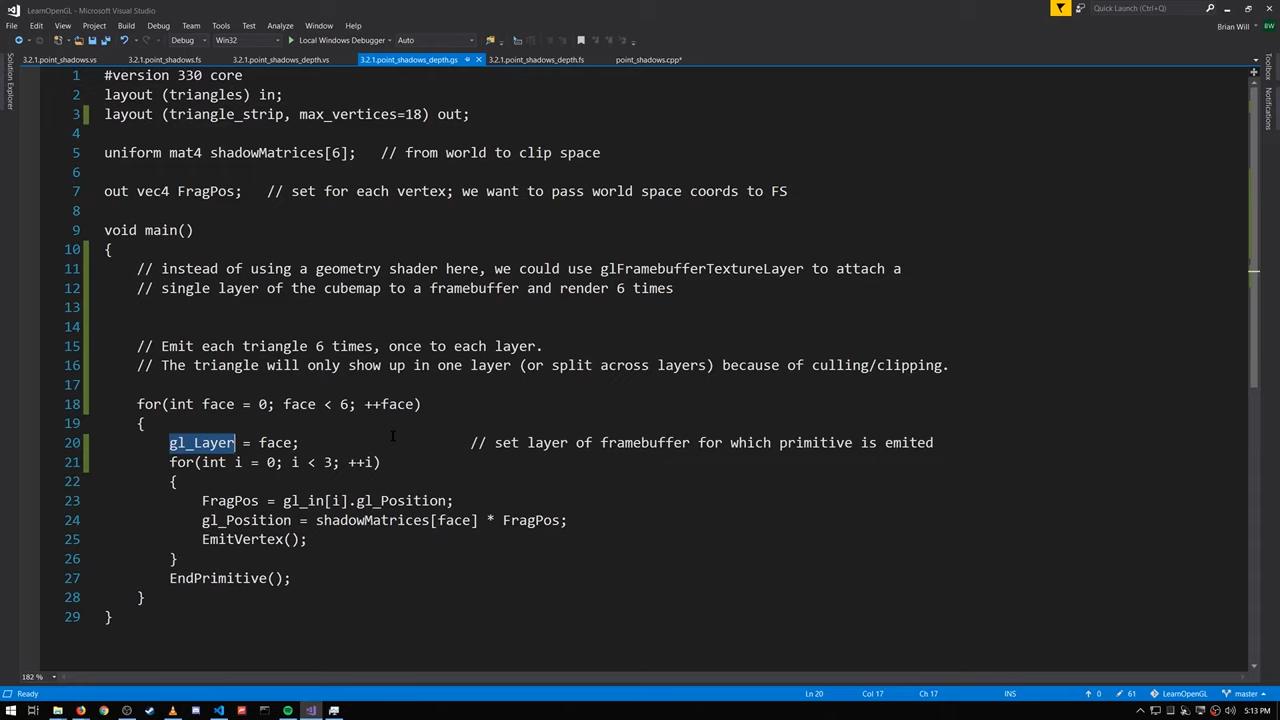 LearnOpenGL - Microsoft Visual Studio
Quick Launch (Ctrl+Q)
File Edit View Project Build Debug Team Tools Test Analyze Window Help
Brian Will BW
Debug Win32 Local Windows Debugger Auto
3.2.1.point_shadows.vs 3.2.1.point_shadows.fs 3.2.1.point_shadows_depth.vs 3.2.1.point_shadows_depth.gs 3.2.1.point_shadows_depth.fs point_shadows.cpp*
Solution Explorer
Toolbox
Notifications
1 #version 330 core
2 layout (triangles) in;
3 layout (triangle_strip, max_vertices=18) out;
4
5 uniform mat4 shadowMatrices[6]; // from world to clip space
6
7 out vec4 FragPos; // set for each vertex; we want to pass world space coords to FS
8
9 void main()
10 {
11 // instead of using a geometry shader here, we could use glFramebufferTextureLayer to attach a
12 // single layer of the cubemap to a framebuffer and render 6 times
13
14
15 // Emit each triangle 6 times, once to each layer.
16 // The triangle will only show up in one layer (or split across layers) because of culling/clipping.
17
18 for(int face = 0; face < 6; ++face)
19 {
20 gl_Layer = face; // set layer of framebuffer for which primitive is emited
21 for(int i = 0; i < 3; ++i)
22 {
23 FragPos = gl_in[i].gl_Position;
24 gl_Position = shadowMatrices[face] * FragPos;
25 EmitVertex();
26 }
27 EndPrimitive();
28 }
29 }
182 %
Ready Ln 20 Col 17 Ch 17 INS 0 61 LearnOpenGL master
5:13 PM